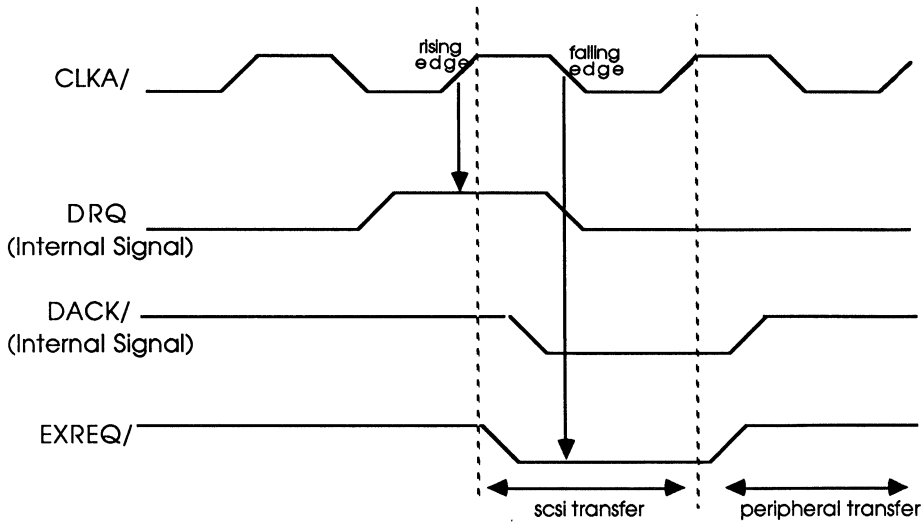 rising
edge
falling
edge
CLKA/
DRQ
(Internal Signal)
DACK/
(Internal Signal)
EXREQ/
scsi transfer
peripheral transfer